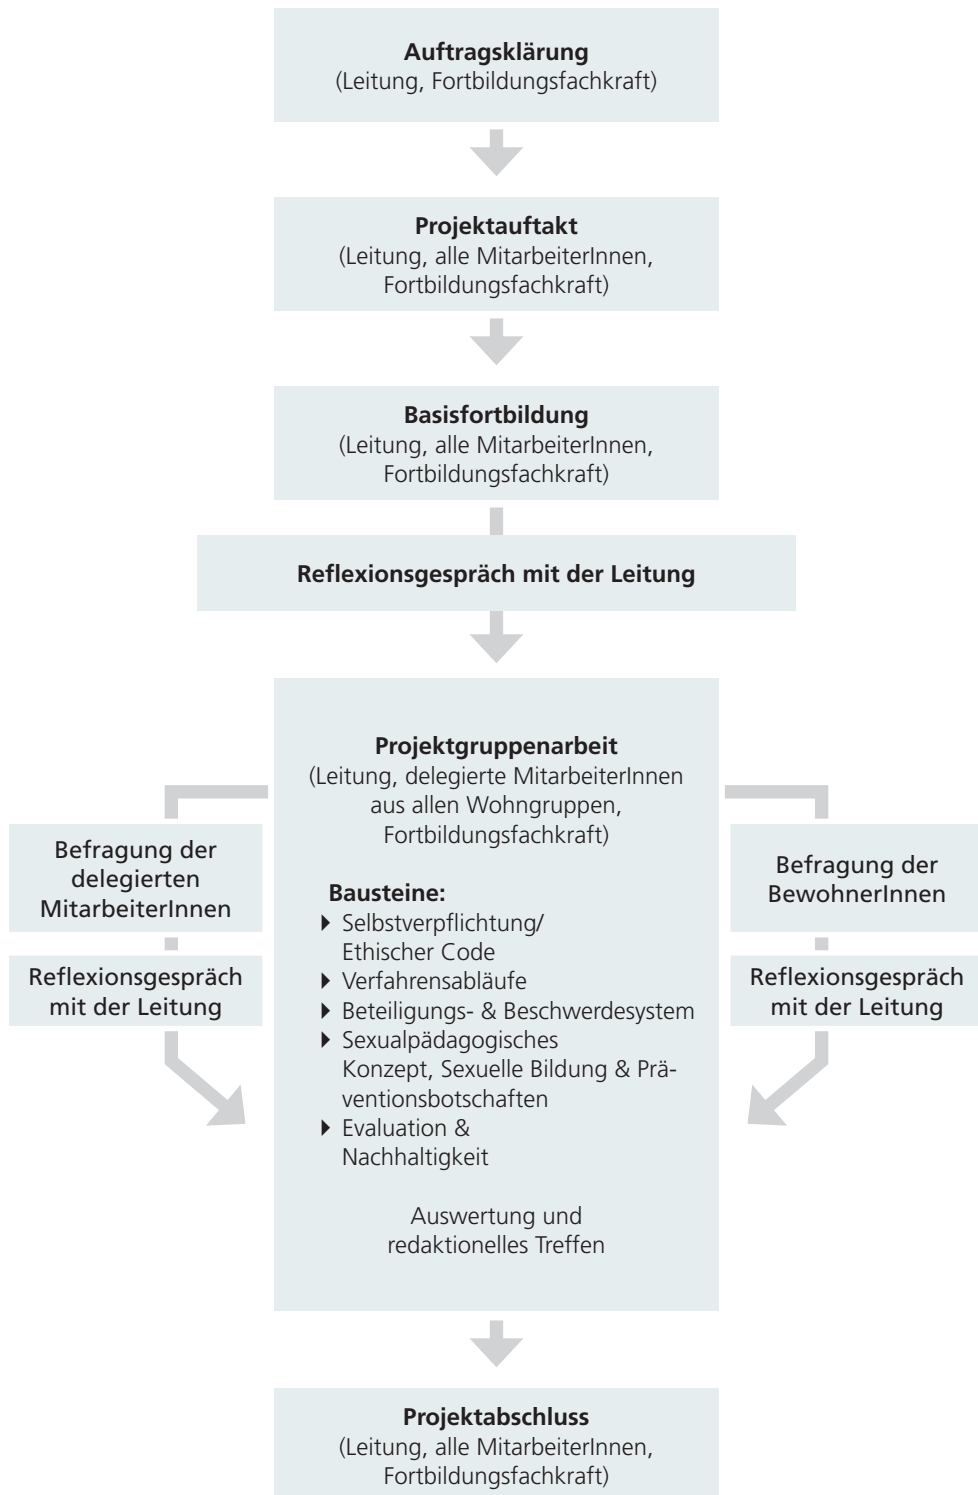 Auftragsklärung
(Leitung, Fortbildungsfachkraft)
Projektauftakt
(Leitung, alle MitarbeiterInnen,
Fortbildungsfachkraft)
Basisfortbildung
(Leitung, alle MitarbeiterInnen,
Fortbildungsfachkraft)
Reflexionsgespräch mit der Leitung
Projektgruppenarbeit
(Leitung, delegierte MitarbeiterInnen
aus allen Wohngruppen,
Fortbildungsfachkraft)
Bausteine:
Selbstverpflichtung/
Ethischer Code
Verfahrensabläufe
Beteiligungs- & Beschwerdesystem
Sexualpädagogisches
Konzept, Sexuelle Bildung & Prä-
ventionsbotschaften
Evaluation &
Nachhaltigkeit
Auswertung und
redaktionelles Treffen
Befragung der
delegierten
MitarbeiterInnen
Reflexionsgespräch
mit der Leitung
Befragung der
BewohnerInnen
Reflexionsgespräch
mit der Leitung
Projektabschluss
(Leitung, alle MitarbeiterInnen,
Fortbildungsfachkraft)